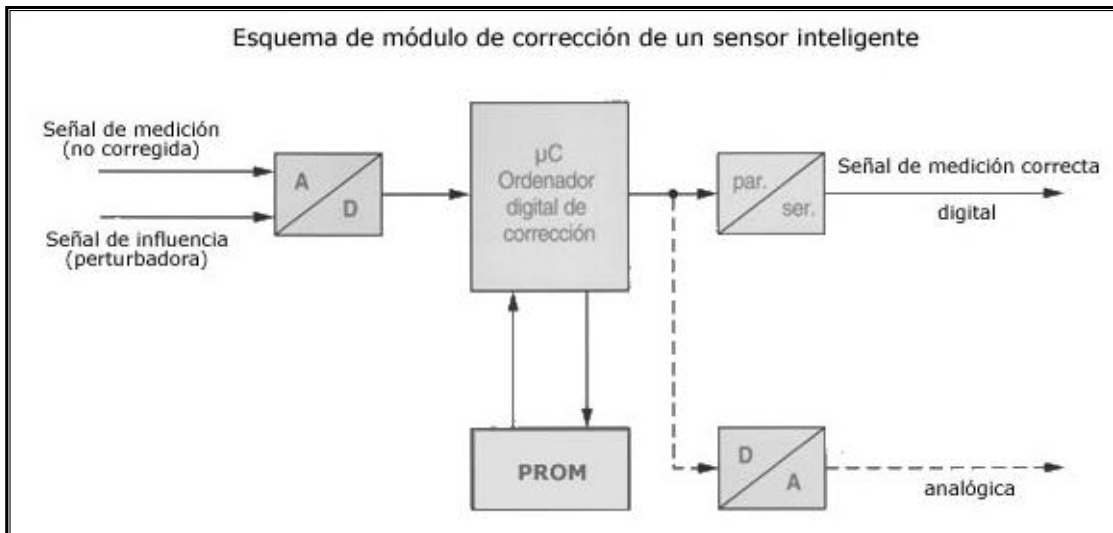 Esquema de módulo de corrección de un sensor inteligente
Señal de medición
(no corregida)
A
D
Señal de influencia
(perturbadora)
µC
Ordenador
digital de
corrección
par.
ser.
Señal de medición correcta
digital
PROM
D
A
analógica